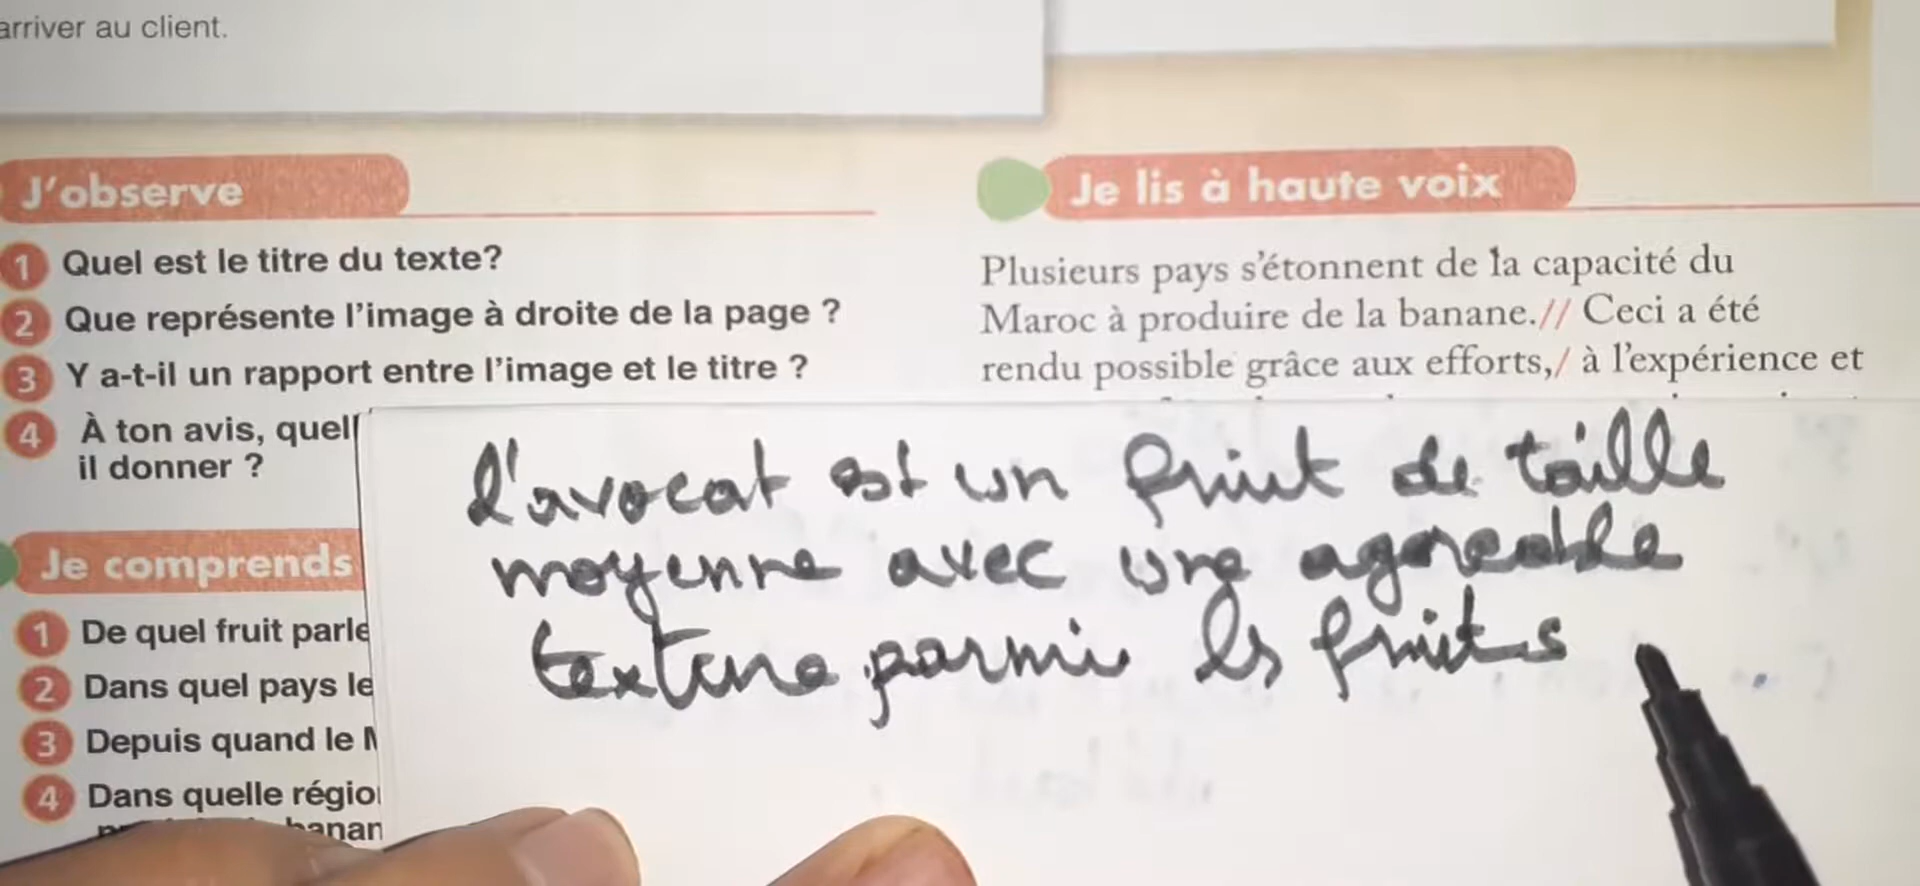 arriver au client.
J'observe
1 Quel est le titre du texte?
2 Que représente l'image à droite de la page ?
3 Y a-t-il un rapport entre l'image et le titre ?
4 À ton avis, quell
il donner ?
Je comprends
1 De quel fruit parle
2 Dans quel pays le
3 Depuis quand le M
4 Dans quelle régio
banan
Je lis à haute voix
Plusieurs pays s'étonnent de la capacité du
Maroc à produire de la banane.// Ceci a été
rendu possible grâce aux efforts,/ à l'expérience et
L'avocat est un fruit de taille
moyenne avec une agreable
texture parmi les fruits